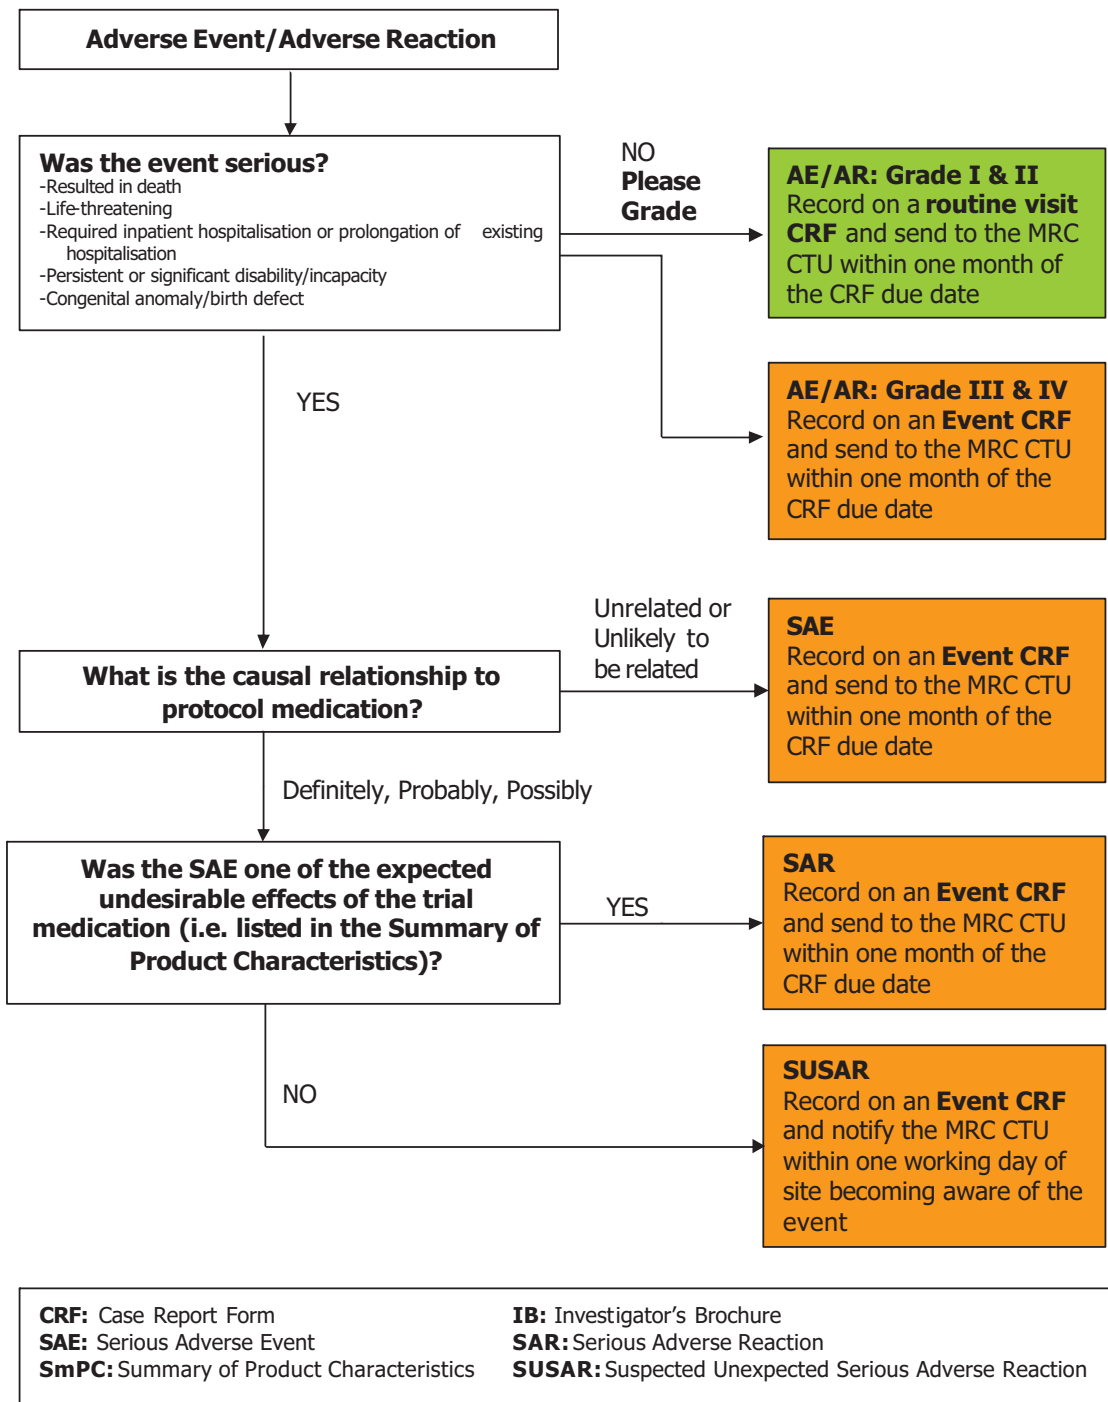 Adverse Event/Adverse Reaction
Was the event serious?
-Resulted in death
-Life-threatening
-Required inpatient hospitalisation or prolongation of existing
hospitalisation
-Persistent or significant disability/incapacity
-Congenital anomaly/birth defect
NO
Please
Grade
AE/AR: Grade I & II
Record on a routine visit
CRF and send to the MRC
CTU within one month of
the CRF due date
YES
AE/AR: Grade III & IV
Record on an Event CRF
and send to the MRC CTU
within one month of the
CRF due date
What is the causal relationship to
protocol medication?
Unrelated or
Unlikely to
be related
SAE
Record on an Event CRF
and send to the MRC CTU
within one month of the
CRF due date
Definitely, Probably, Possibly
Was the SAE one of the expected
undesirable effects of the trial
medication (i.e. listed in the Summary of
Product Characteristics)?
YES
SAR
Record on an Event CRF
and send to the MRC CTU
within one month of the
CRF due date
NO
SUSAR
Record on an Event CRF
and notify the MRC CTU
within one working day of
site becoming aware of the
event
CRF: Case Report Form
SAE: Serious Adverse Event
SmPC: Summary of Product Characteristics
IB: Investigator's Brochure
SAR: Serious Adverse Reaction
SUSAR: Suspected Unexpected Serious Adverse Reaction